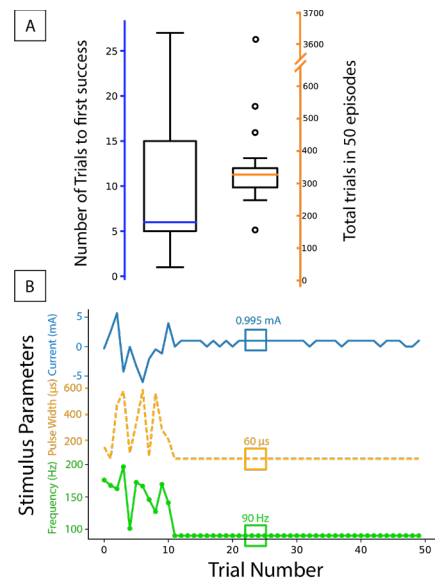 A
Number of Trials to first success
25
20
15
10
5
0
3700
3600
600
500
400
300
200
100
0
Total trials in 50 episodes
B
Stimulus Parameters
Current (mA)
5
0
-5
0.995 mA
Pulse Width (µs)
600
400
200
60 µs
Frequency (Hz)
200
150
100
90 Hz
0 10 20 30 40 50
Trial Number